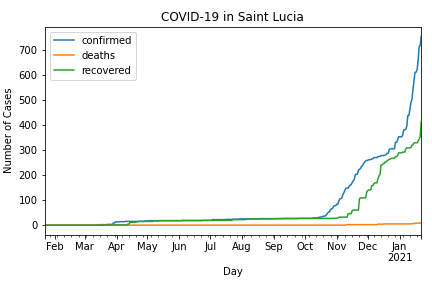 COVID-19 in Saint Lucia
confirmed
deaths
recovered
Number of Cases
700
600
500
400
300
200
100
0
Feb Mar Apr May Jun Jul Aug Sep Oct Nov Dec Jan
2021
Day